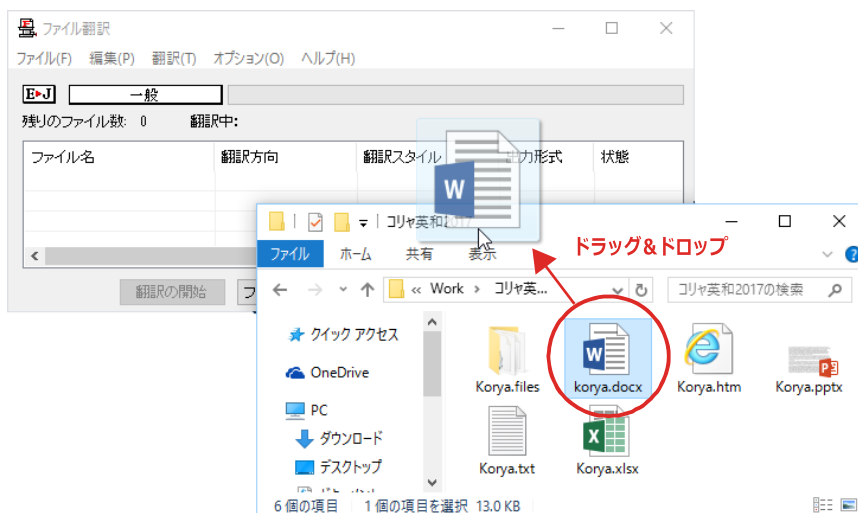 ファイル翻訳
ファイル(F) 編集(P) 翻訳(T) オプション(O) ヘルプ(H)
E▶J 一般
残りのファイル数: 0 翻訳中:
ファイル名 翻訳方向 翻訳スタイル 出力形式 状態
翻訳の開始 フ
コリャ英和2017
ドラッグ&ドロップ
ファイル ホーム 共有 表示
« Work › コリャ英... コリャ英和2017の検索
クイック アクセス
OneDrive
PC
ダウンロード
デスクトップ
Korya.files korya.docx Korya.htm Korya.pptx
Korya.txt Korya.xlsx
6 個の項目 1 個の項目を選択 13.0 KB